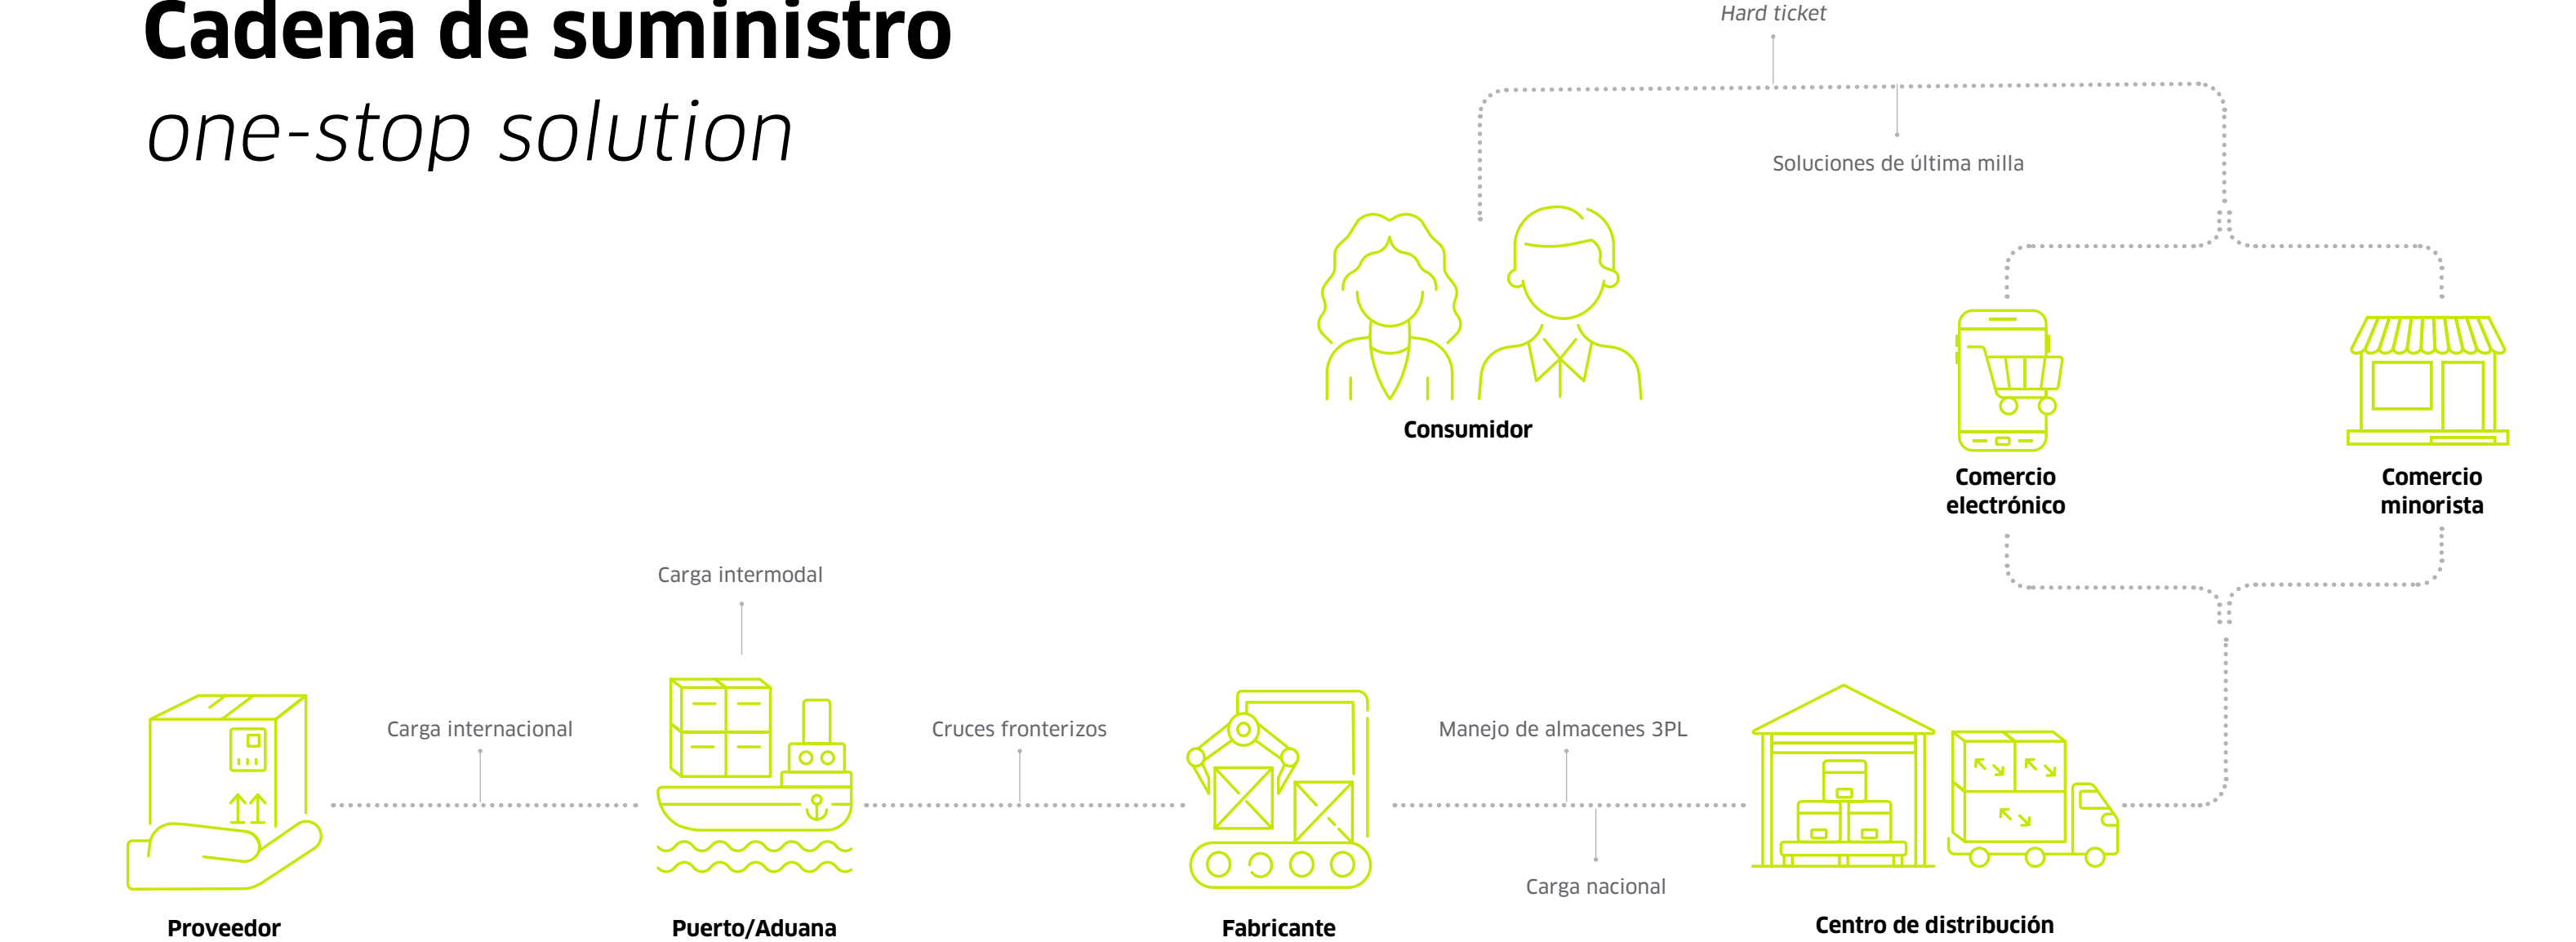 Cadena de suministro
one-stop solution
Hard ticket
Soluciones de última milla
Consumidor
Comercio
electrónico
Comercio
minorista
Carga intermodal
Carga internacional
Cruces fronterizos
Manejo de almacenes 3PL
Carga nacional
Proveedor
Puerto/Aduana
Fabricante
Centro de distribución